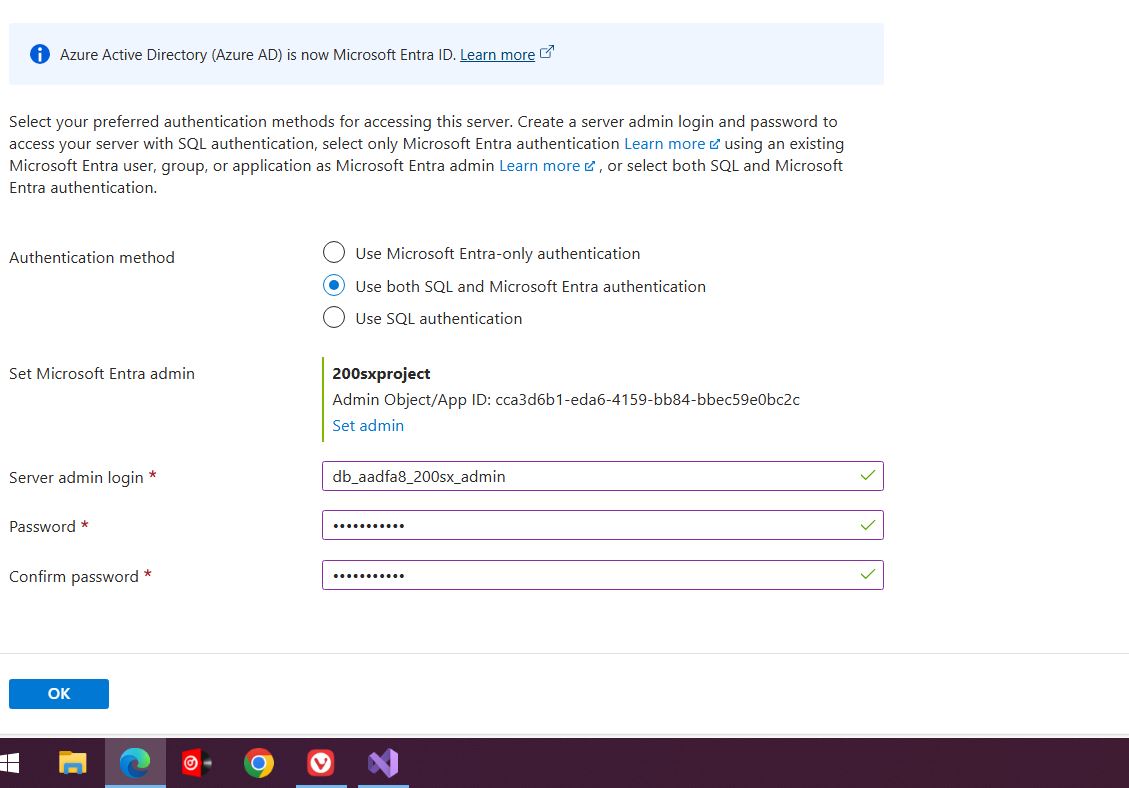 Azure Active Directory (Azure AD) is now Microsoft Entra ID. Learn more
Select your preferred authentication methods for accessing this server. Create a server admin login and password to
access your server with SQL authentication, select only Microsoft Entra authentication Learn more using an existing
Microsoft Entra user, group, or application as Microsoft Entra admin Learn more , or select both SQL and Microsoft
Entra authentication.
Authentication method
Use Microsoft Entra-only authentication
Use both SQL and Microsoft Entra authentication
Use SQL authentication
Set Microsoft Entra admin
200sxproject
Admin Object/App ID: cca3d6b1-eda6-4159-bb84-bbec59e0bc2c
Set admin
Server admin login *
db_aadfa8_200sx_admin
Password *
•••••••••••
Confirm password *
•••••••••••
OK